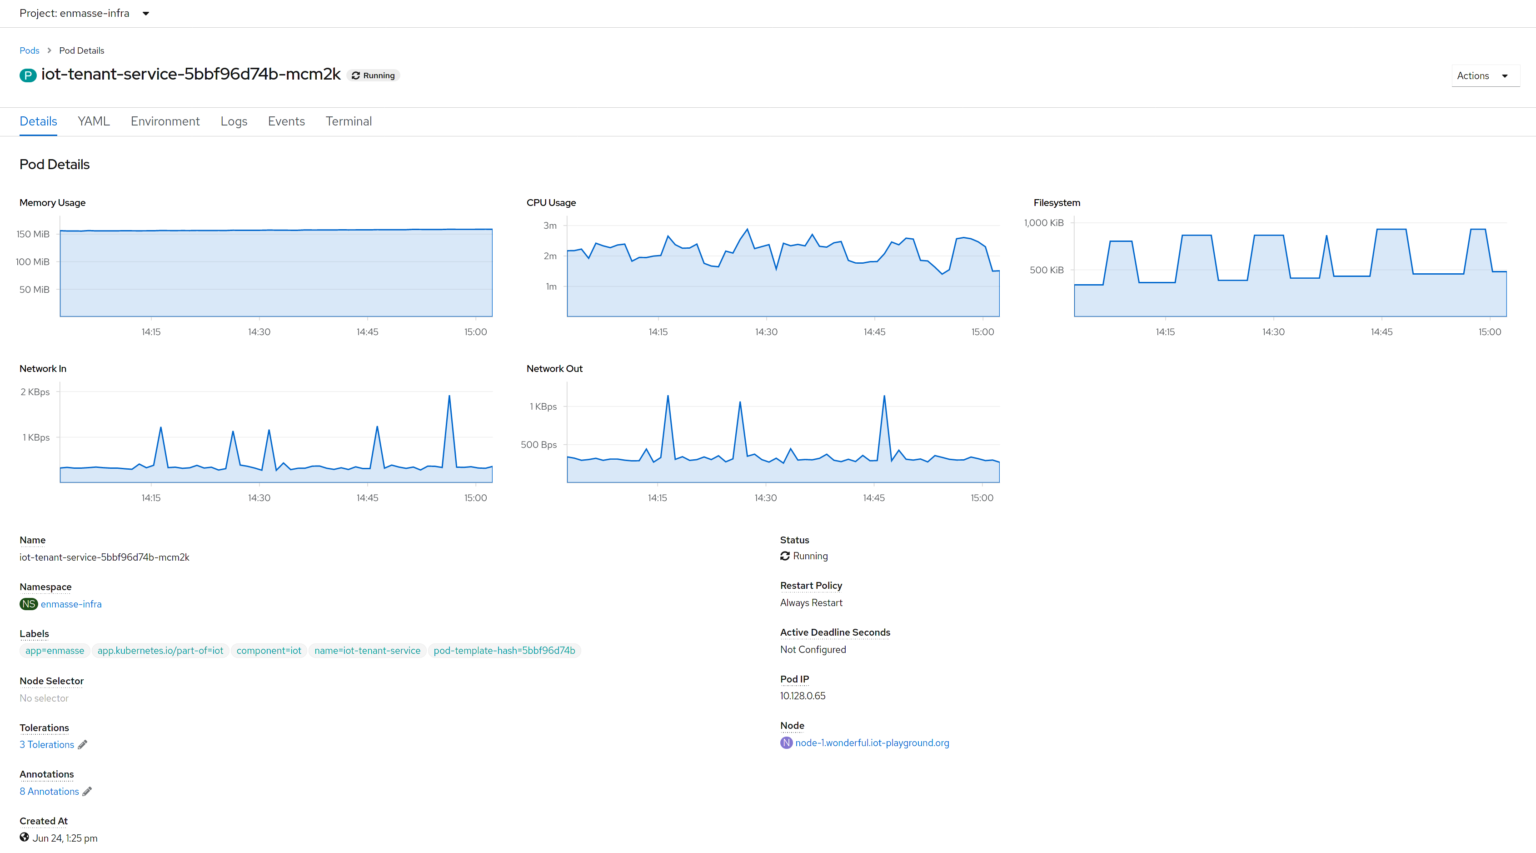 Project: enmasse-infra
Pods > Pod Details
P iot-tenant-service-5bbf96d74b-mcm2k Running
Actions
Details YAML Environment Logs Events Terminal
Pod Details
Memory Usage
150 MiB
100 MiB
50 MiB
14:15 14:30 14:45 15:00
CPU Usage
3m
2m
1m
14:15 14:30 14:45 15:00
Filesystem
1,000 KiB
500 KiB
14:15 14:30 14:45 15:00
Network In
2 KBps
1 KBps
14:15 14:30 14:45 15:00
Network Out
1 KBps
500 Bps
14:15 14:30 14:45 15:00
Name
iot-tenant-service-5bbf96d74b-mcm2k
Namespace
NS enmasse-infra
Labels
app=enmasse app.kubernetes.io/part-of=iot component=iot name=iot-tenant-service pod-template-hash=5bbf96d74b
Node Selector
No selector
Tolerations
3 Tolerations
Annotations
8 Annotations
Created At
Jun 24, 1:25 pm
Status
Running
Restart Policy
Always Restart
Active Deadline Seconds
Not Configured
Pod IP
10.128.0.65
Node
N node-1.wonderful.iot-playground.org